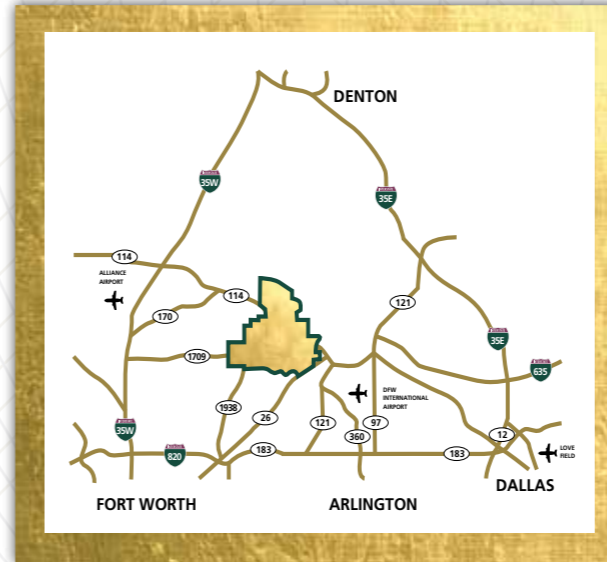 DENTON
35W
35E
114
ALLIANCE
AIRPORT
114
170
121
1709
35E
635
DFW
INTERNATIONAL
AIRPORT
1938
26
121
97
360
35W
820
183
183
12
LOVE
FIELD
FORT WORTH
ARLINGTON
DALLAS